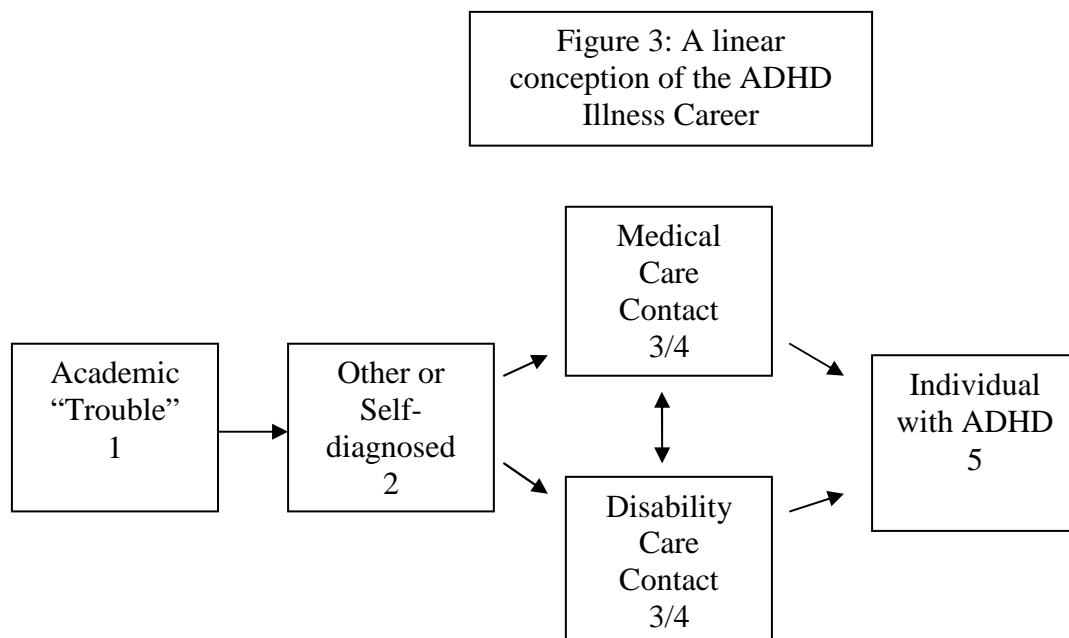 Figure 3: A linear
conception of the ADHD
Illness Career
Medical
Care
Contact
3/4
Academic
“Trouble”
1
Other or
Self-
diagnosed
2
Individual
with ADHD
5
Disability
Care
Contact
3/4